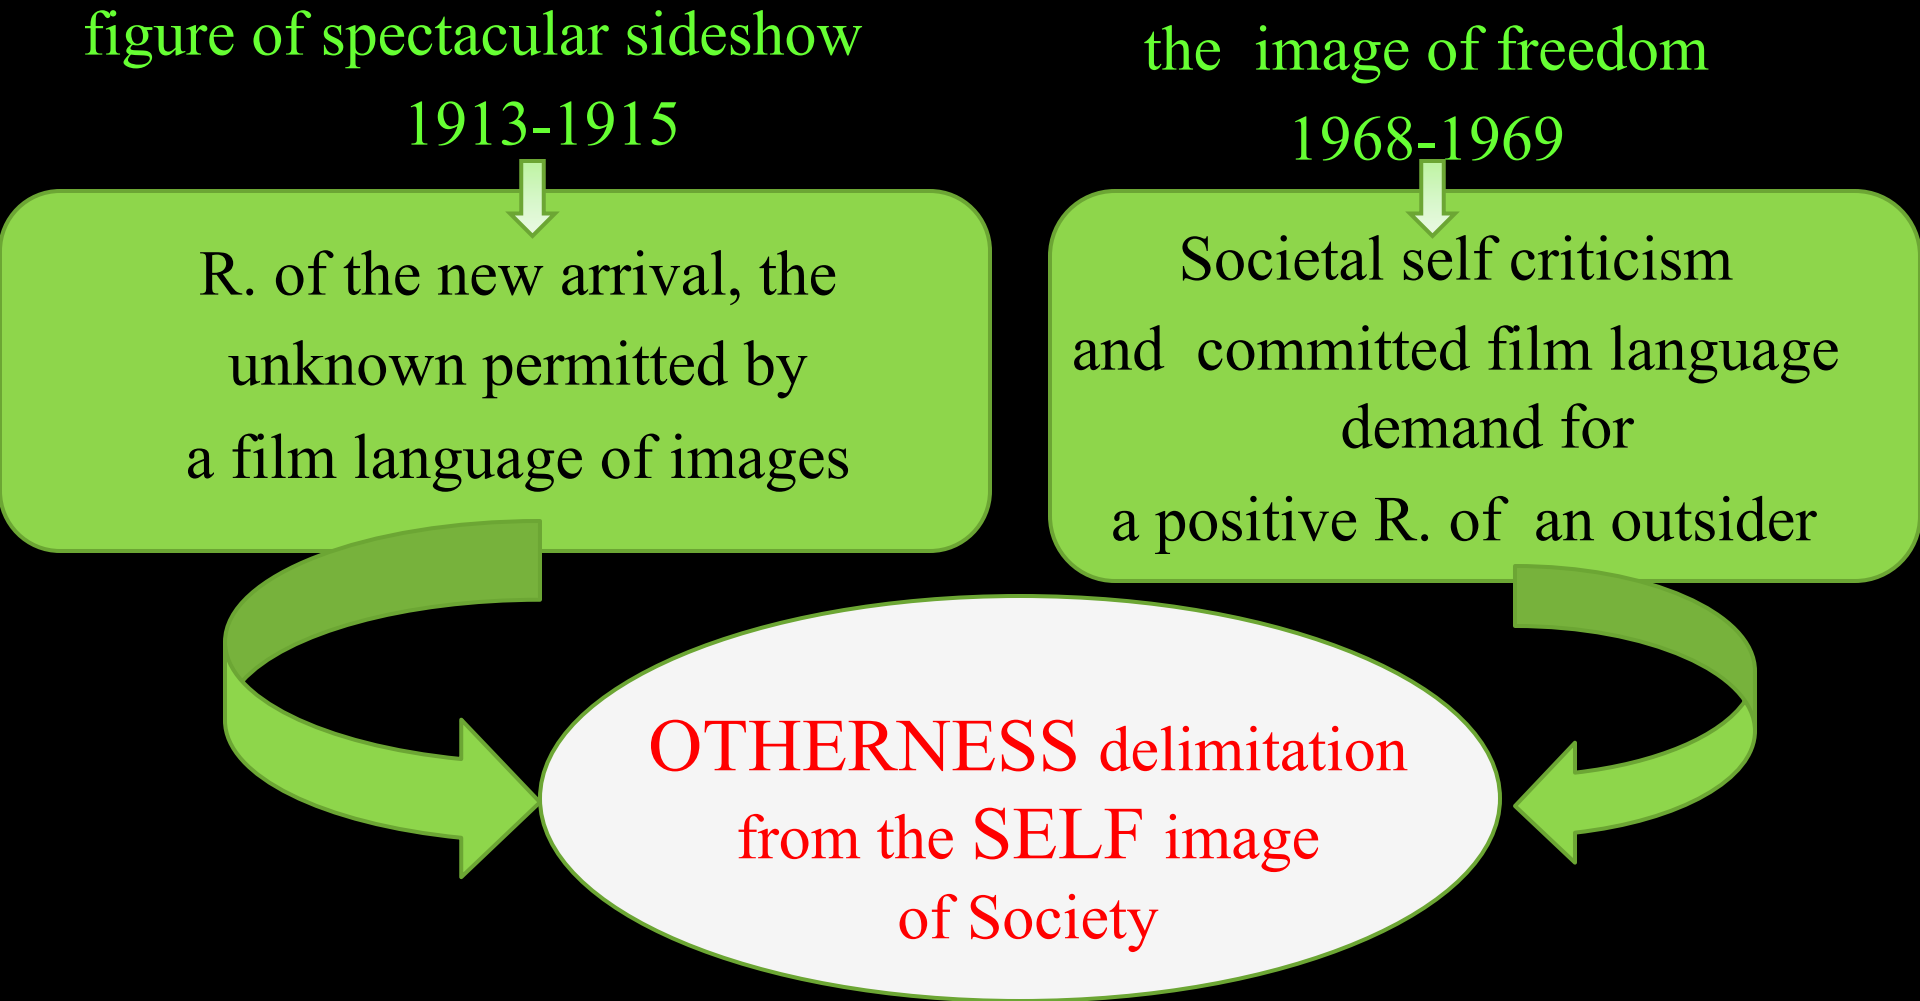 figure of spectacular sideshow
1913-1915
R. of the new arrival, the
unknown permitted by
a film language of images
the image of freedom
1968-1969
Societal self criticism
and committed film language
demand for
a positive R. of an outsider
OTHERNESS delimitation
from the SELF image
of Society